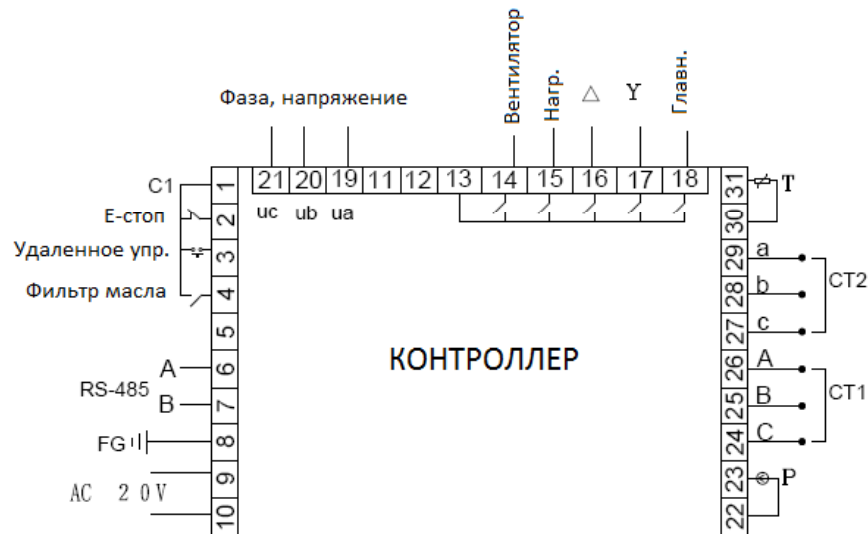 Фаза, напряжение
Вентилятор
Нагр.
△
Y
Главн.
21 20 19 11 12 13 14 15 16 17 18
uc ub ua
C1 1
Е-стоп 2
Удаленное упр. 3
Фильтр масла 4
5
RS-485
A 6
B 7
FG 8
AC 20V
9
10
КОНТРОЛЛЕР
31 T
30
29 a
28 b
27 c
CT2
26 A
25 B
24 C
CT1
23 P
22